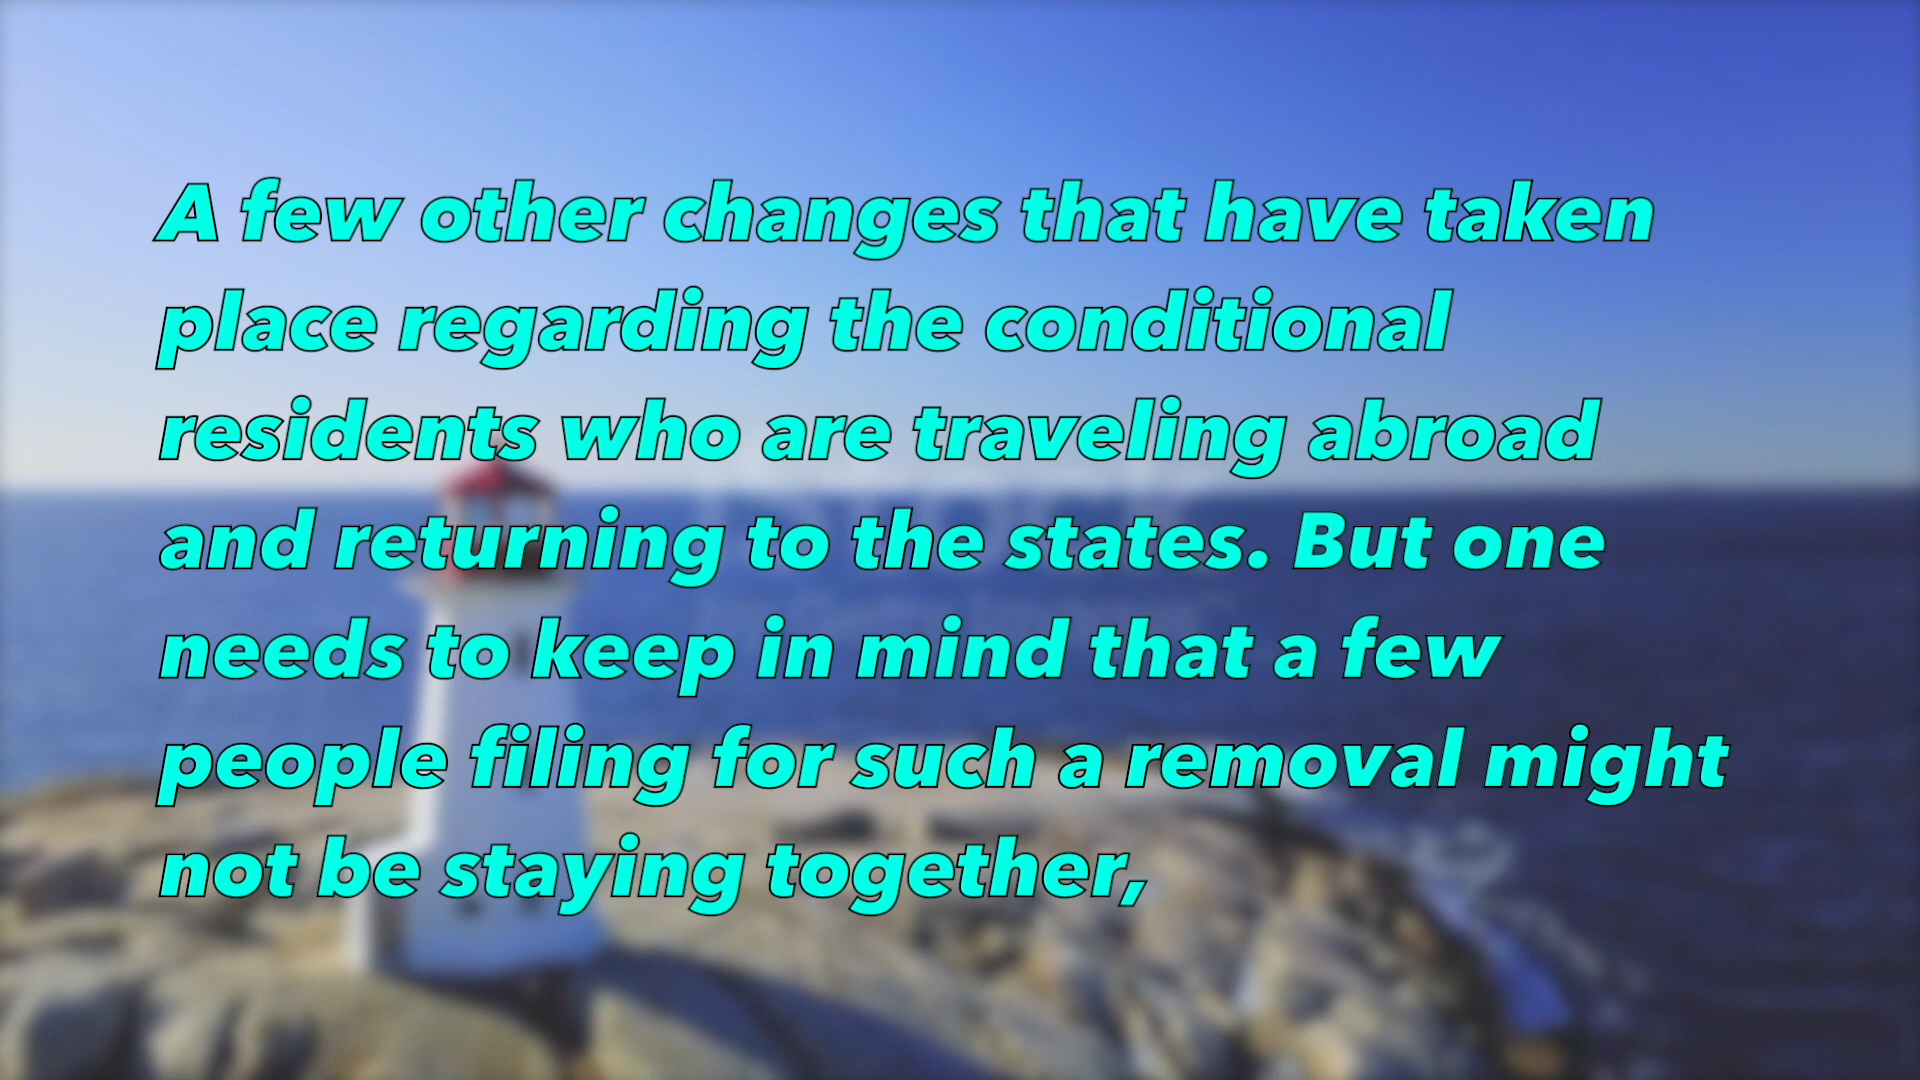 A few other changes that have taken
place regarding the conditional
residents who are traveling abroad
and returning to the states. But one
needs to keep in mind that a few
people filing for such a removal might
not be staying together,